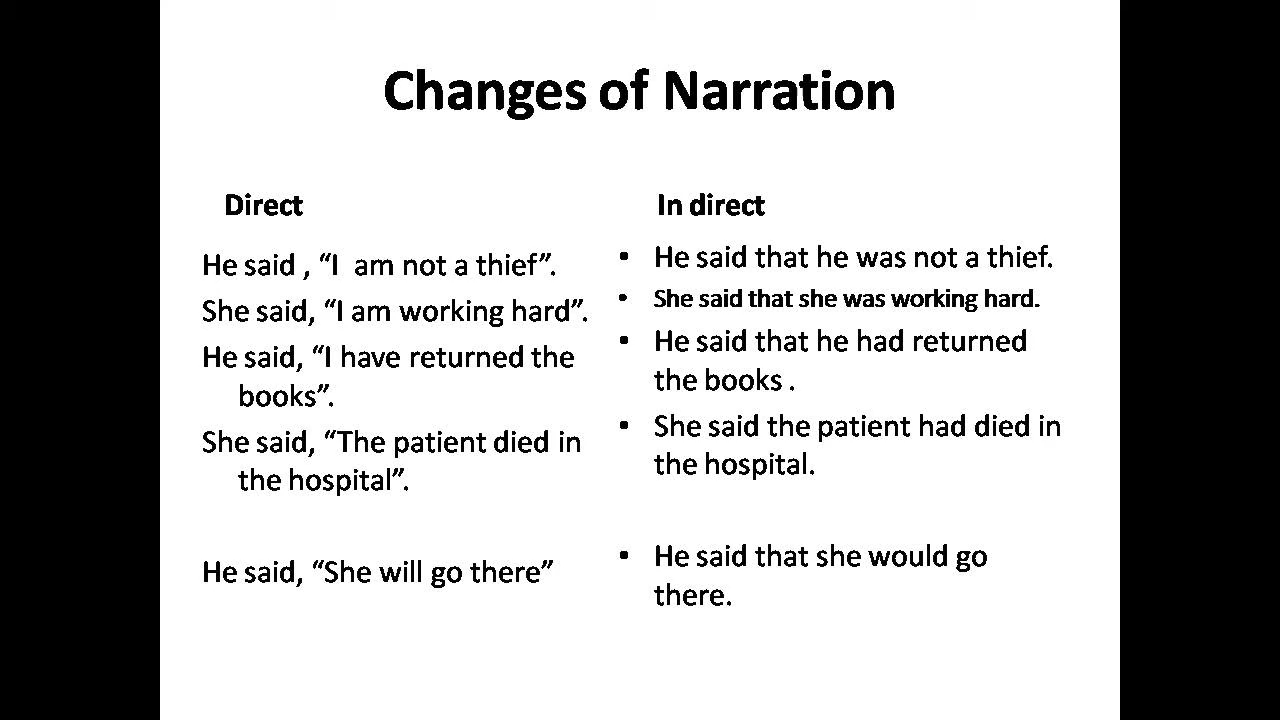 Changes of Narration
Direct
He said , “I  am not a thief”.
She said, “I am working hard”.
He said, “I have returned the
books”.
She said, “The patient died in
the hospital”.
He said, “She will go there”
In direct
• He said that he was not a thief.
• She said that she was working hard.
• He said that he had returned
the books .
• She said the patient had died in
the hospital.
• He said that she would go
there.